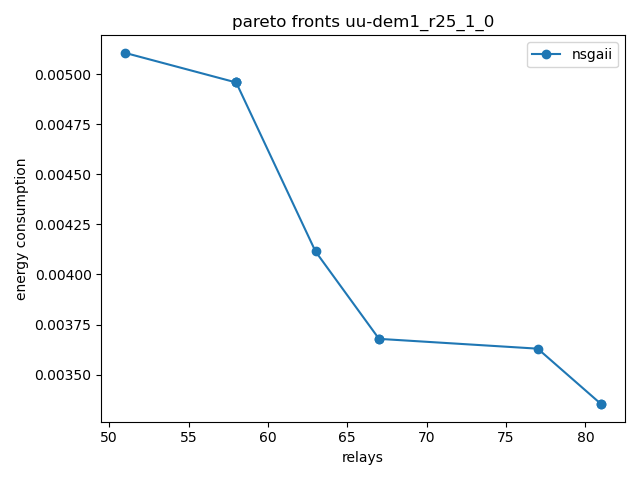 pareto fronts uu-dem1_r25_1_0
nsgaii
energy consumption
0.00500
0.00475
0.00450
0.00425
0.00400
0.00375
0.00350
50 55 60 65 70 75 80
relays